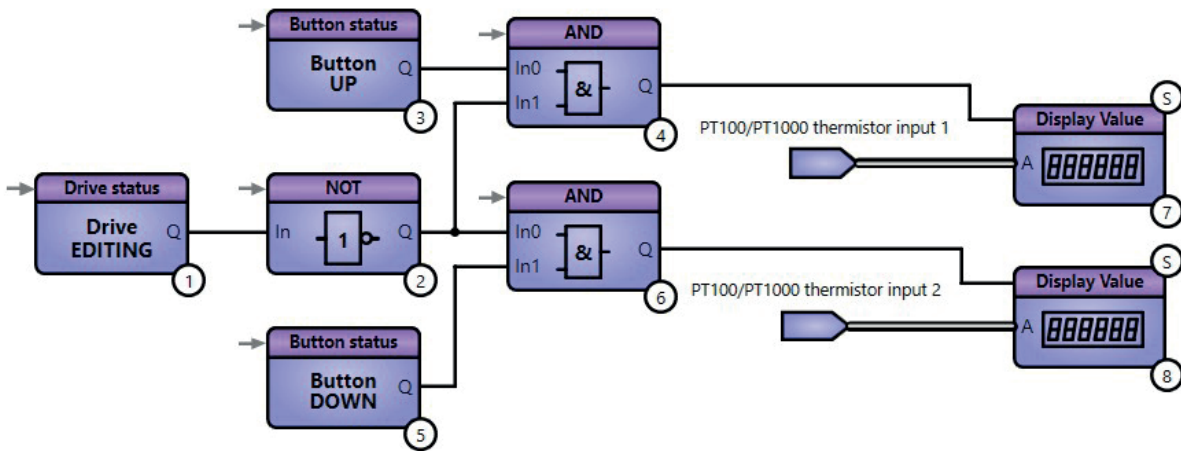 Button status
Button
UP
Q
3
AND
In0
In1
&
Q
4
PT100/PT1000 thermistor input 1
S
Display Value
A
888888
7
Drive status
Drive
EDITING
Q
1
NOT
In
1
Q
2
AND
In0
In1
&
Q
6
PT100/PT1000 thermistor input 2
S
Display Value
A
888888
8
Button status
Button
DOWN
Q
5